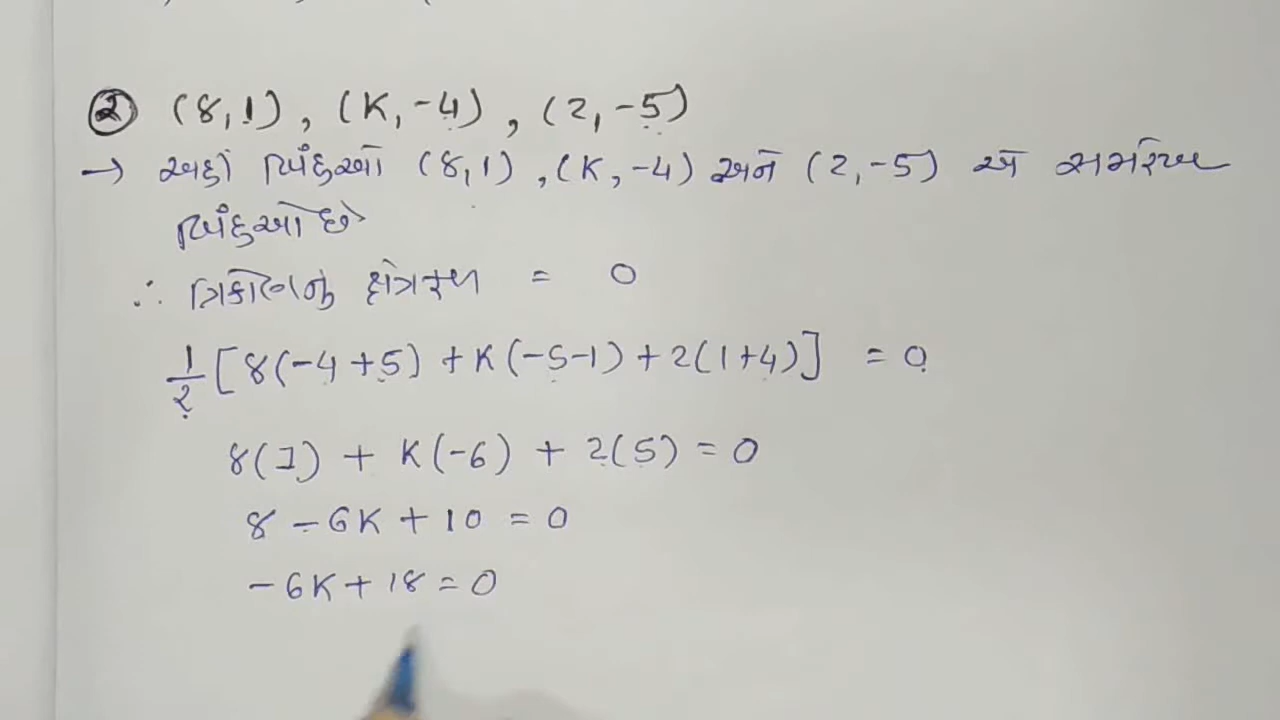 (2) (8,1), (K,-4), (2,-5)
→ અહીં બિંદુઓ (8,1), (K,-4) અને (2,-5) એ સમરેખ
બિંદુઓ છે
∴ ત્રિકોણનું ક્ષેત્રફળ = 0
1/2 [8(-4+5) + K(-5-1) + 2(1+4)] = 0
8(1) + K(-6) + 2(5) = 0
8 - 6K + 10 = 0
-6K + 18 = 0